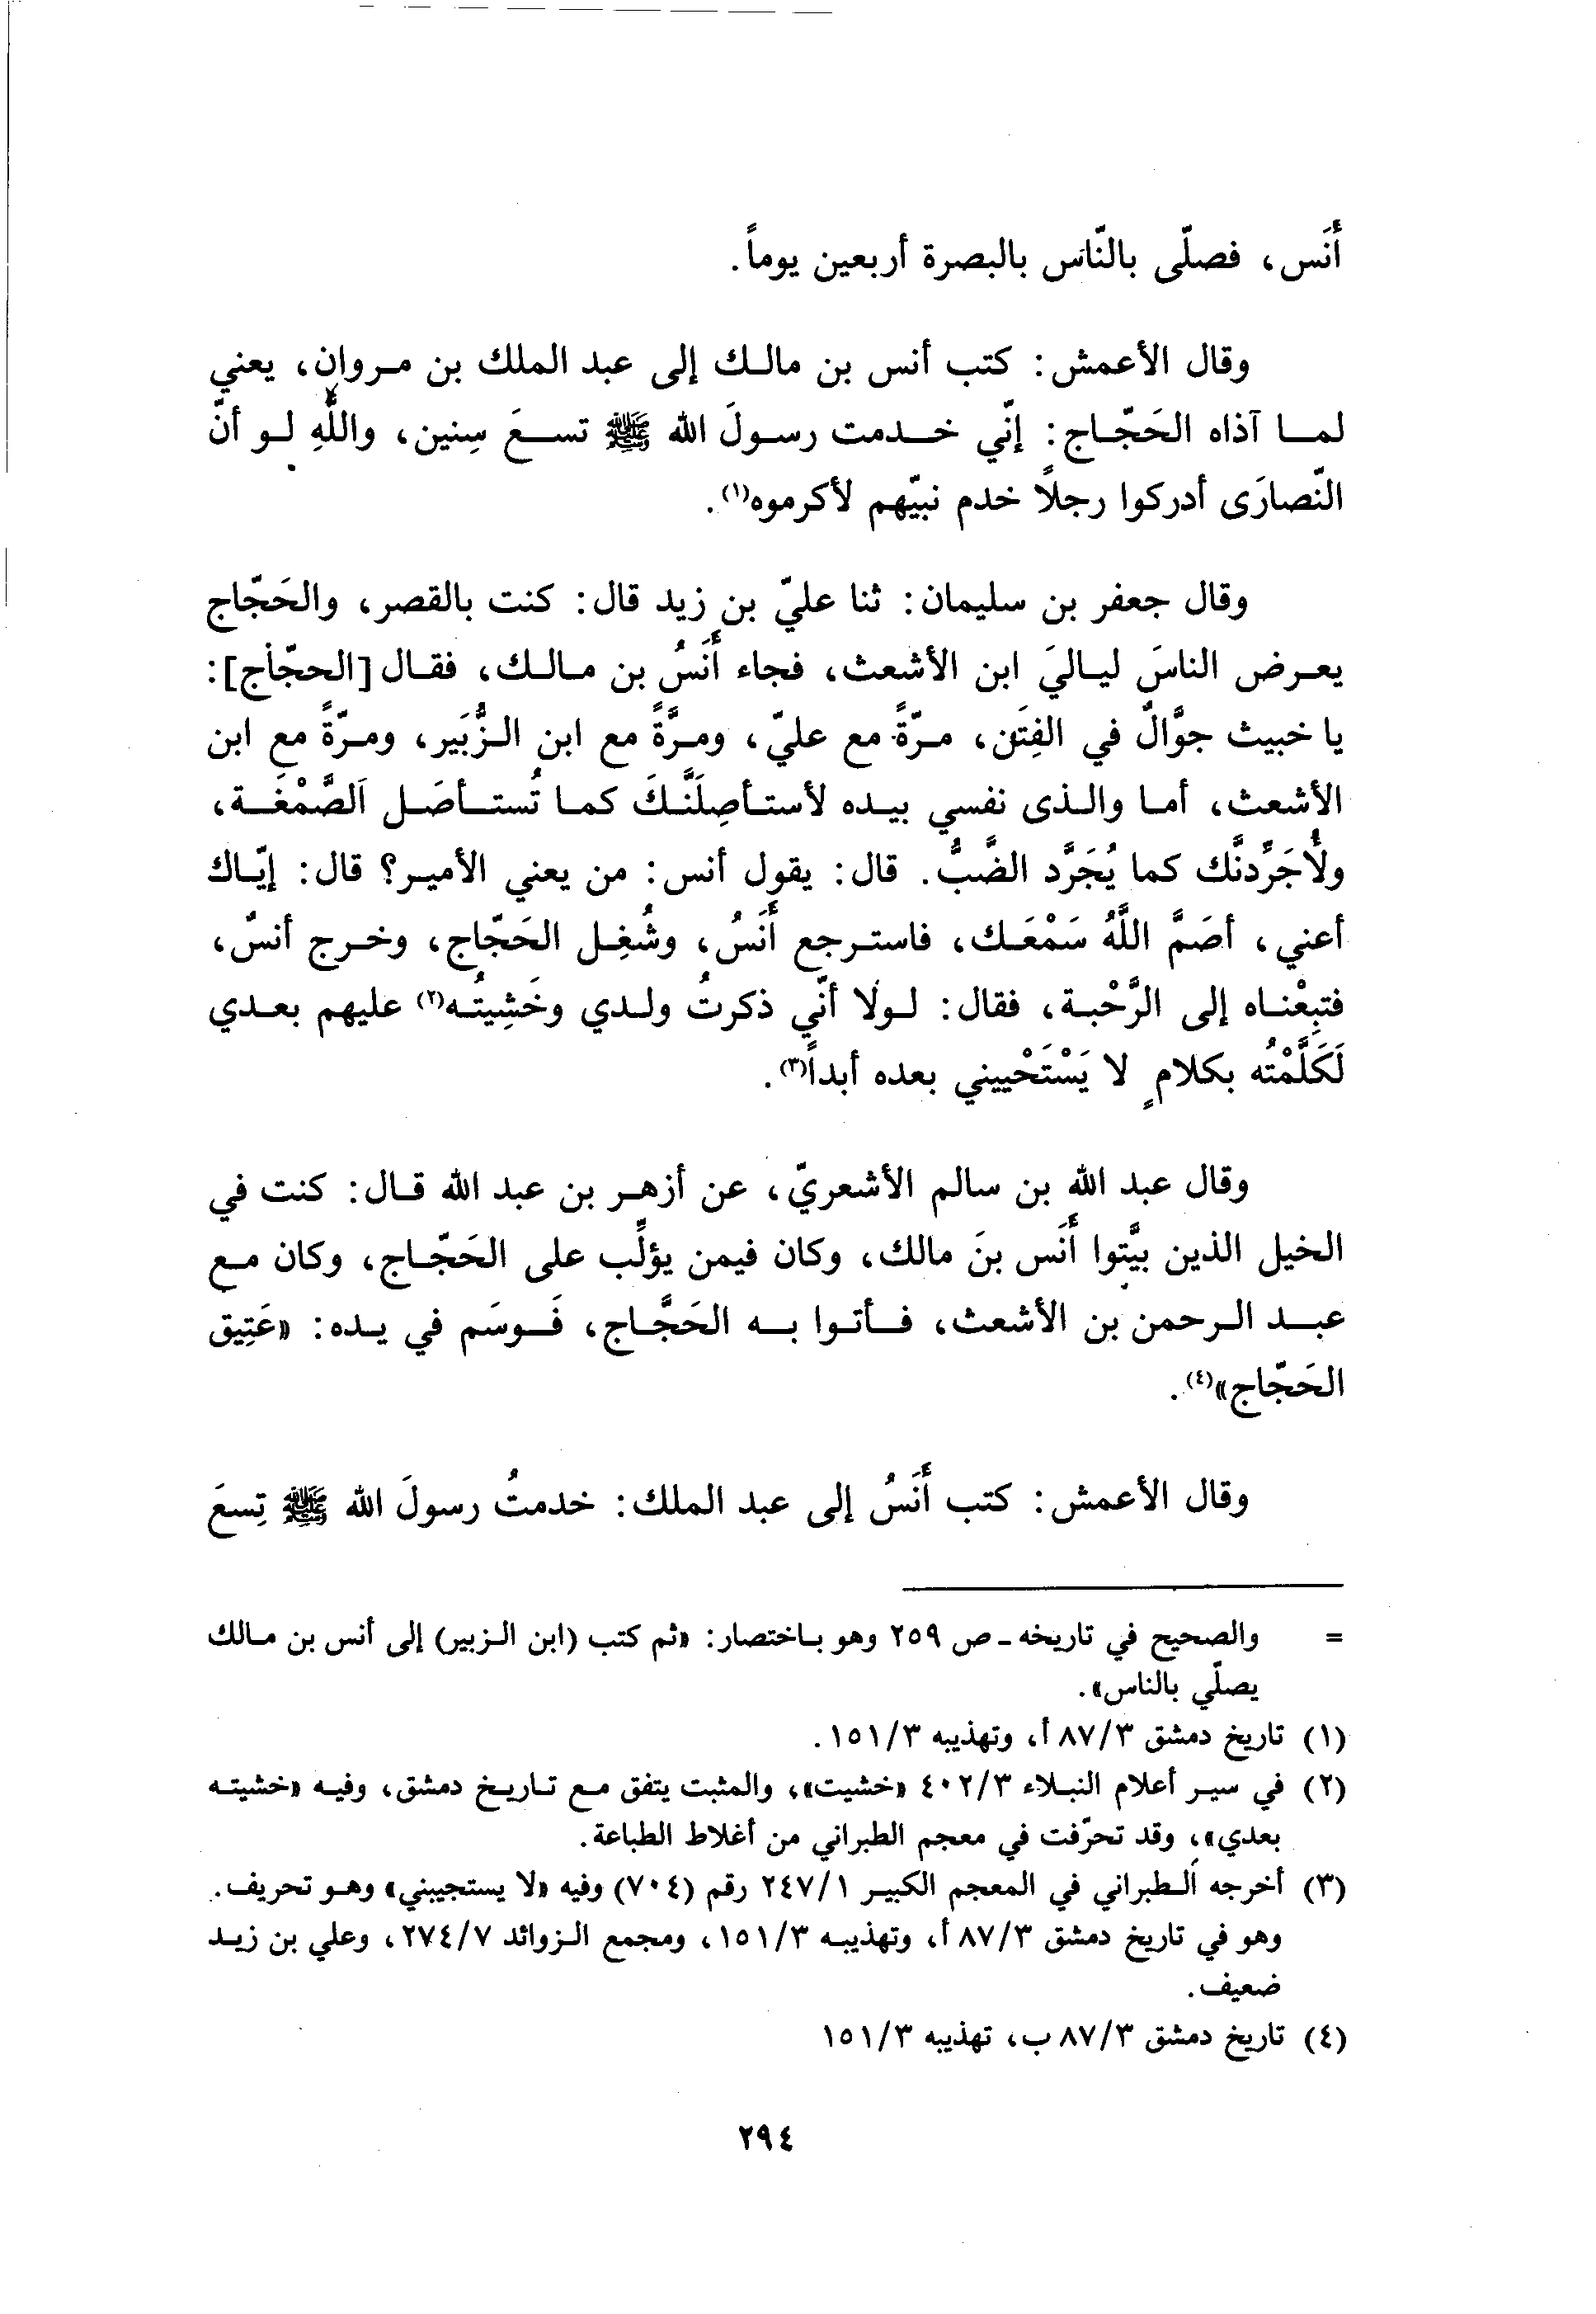 أَنَس، فصلّى بالنّاس بالبصرة أربعين يوماً.
وقال الأعمش: كتب أنس بن مالك إلى عبد الملك بن مروان، يعني
لما آذاه الحَجّاج: إنّي خدمت رسولَ الله ﷺ تسعَ سِنين، واللَّهِ لو أنّ
النّصارَى أدركوا رجلاً خدم نبيّهم لأكرموه(١).
وقال جعفر بن سليمان: ثنا عليّ بن زيد قال: كنت بالقصر، والحَجّاج
يعرض الناسَ لياليَ ابن الأشعث، فجاء أَنَسُ بن مالك، فقال [الحجّاج]:
يا خبيث جوَّالٌ في الفِتَن، مرّةً مع عليّ، ومرَّةً مع ابن الزُّبَير، ومرّةً مع ابن
الأشعث، أما والذى نفسي بيده لأستأصِلَنَّكَ كما تُستأصَل اَلصَّمْغَة،
ولأُجَرِّدنَّك كما يُجَرَّد الضَّبُّ. قال: يقول أنس: من يعني الأمير؟ قال: إيّاك
أعني، أصَمَّ اللَّهُ سَمْعَك، فاسترجع أَنَسُ، وشُغِل الحَجّاج، وخرج أنسٌ،
فتبِعْناه إلى الرَّحْبة، فقال: لولا أنّي ذكرتُ ولدي وخَشِيتُه(٢) عليهم بعدي
لَكَلَّمْتُه بكلامٍ لا يَسْتَحْييني بعده أبداً(٣).
وقال عبد الله بن سالم الأشعريّ، عن أزهر بن عبد الله قال: كنت في
الخيل الذين بيَّتوا أَنَس بنَ مالك، وكان فيمن يؤلِّب على الحَجّاج، وكان مع
عبد الرحمن بن الأشعث، فأتوا به الحَجَّاج، فَوسَم في يده: «عَتِيق
الحَجّاج»(٤).
وقال الأعمش: كتب أَنَسُ إلى عبد الملك: خدمتُ رسولَ الله ﷺ تِسعَ
= والصحيح في تاريخه - ص ٢٥٩ وهو باختصار: «ثم كتب (ابن الزبير) إلى أنس بن مالك
يصلّي بالناس».
(١) تاريخ دمشق ٨٧/٣ أ، وتهذيبه ١٥١/٣.
(٢) في سير أعلام النبلاء ٤٠٢/٣ «خشيت»، والمثبت يتفق مع تاريخ دمشق، وفيه «خشيته
بعدي»، وقد تحرّفت في معجم الطبراني من أغلاط الطباعة.
(٣) أخرجه الطبراني في المعجم الكبير ٢٤٧/١ رقم (٧٠٤) وفيه «لا يستجيبني» وهو تحريف.
وهو في تاريخ دمشق ٨٧/٣ أ، وتهذيبه ١٥١/٣، ومجمع الزوائد ٢٧٤/٧، وعلي بن زيد
ضعيف.
(٤) تاريخ دمشق ٨٧/٣ ب، تهذيبه ١٥١/٣
٢٩٤